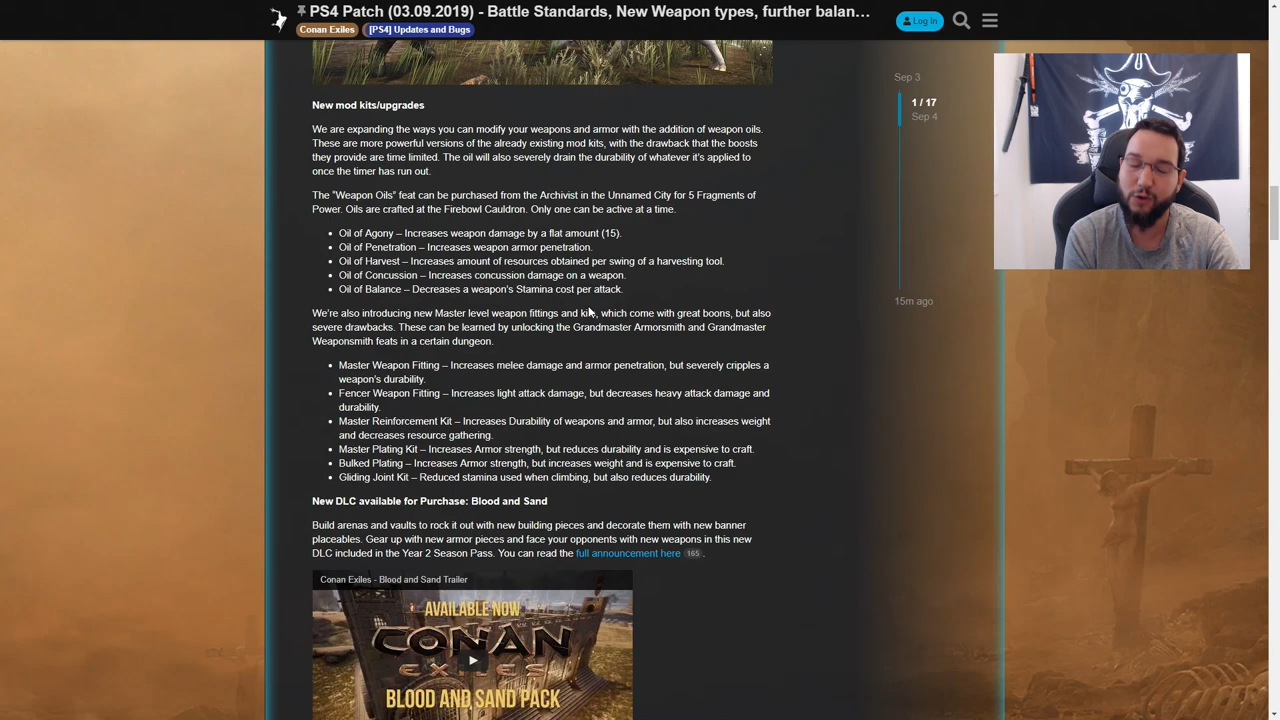 PS4 Patch (03.09.2019) - Battle Standards, New Weapon types, further balan…
Conan Exiles [PS4] Updates and Bugs
Log In
New mod kits/upgrades
We are expanding the ways you can modify your weapons and armor with the addition of weapon oils.
These are more powerful versions of the already existing mod kits, with the drawback that the boosts
they provide are time limited. The oil will also severely drain the durability of whatever it's applied to
once the timer has run out.
The "Weapon Oils" feat can be purchased from the Archivist in the Unnamed City for 5 Fragments of
Power. Oils are crafted at the Firebowl Cauldron. Only one can be active at a time.
• Oil of Agony – Increases weapon damage by a flat amount (15).
• Oil of Penetration – Increases weapon armor penetration.
• Oil of Harvest – Increases amount of resources obtained per swing of a harvesting tool.
• Oil of Concussion – Increases concussion damage on a weapon.
• Oil of Balance – Decreases a weapon's Stamina cost per attack.
We're also introducing new Master level weapon fittings and kits, which come with great boons, but also
severe drawbacks. These can be learned by unlocking the Grandmaster Armorsmith and Grandmaster
Weaponsmith feats in a certain dungeon.
• Master Weapon Fitting – Increases melee damage and armor penetration, but severely cripples a
weapon's durability.
• Fencer Weapon Fitting – Increases light attack damage, but decreases heavy attack damage and
durability.
• Master Reinforcement Kit – Increases Durability of weapons and armor, but also increases weight
and decreases resource gathering.
• Master Plating Kit – Increases Armor strength, but reduces durability and is expensive to craft.
• Bulked Plating – Increases Armor strength, but increases weight and is expensive to craft.
• Gliding Joint Kit – Reduced stamina used when climbing, but also reduces durability.
New DLC available for Purchase: Blood and Sand
Build arenas and vaults to rock it out with new building pieces and decorate them with new banner
placeables. Gear up with new armor pieces and face your opponents with new weapons in this new
DLC included in the Year 2 Season Pass. You can read the full announcement here 165.
Conan Exiles - Blood and Sand Trailer
AVAILABLE NOW
CONAN
EXILES
BLOOD AND SAND PACK
Sep 3
1 / 17
Sep 4
15m ago